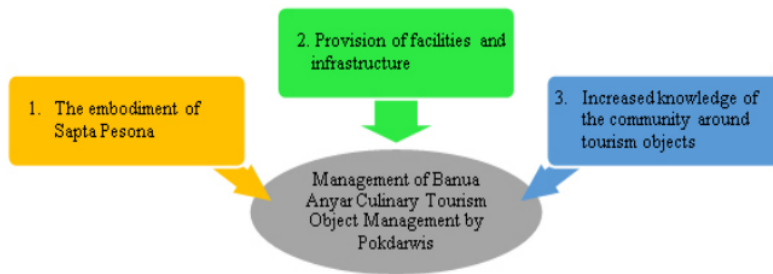 1. The embodiment of
Sapta Pesona
2. Provision of facilities and
infrastructure
3. Increased knowledge of
the community around
tourism objects
Management of Banua
Anyar Culinary Tourism
Object Management by
Pokdarwis